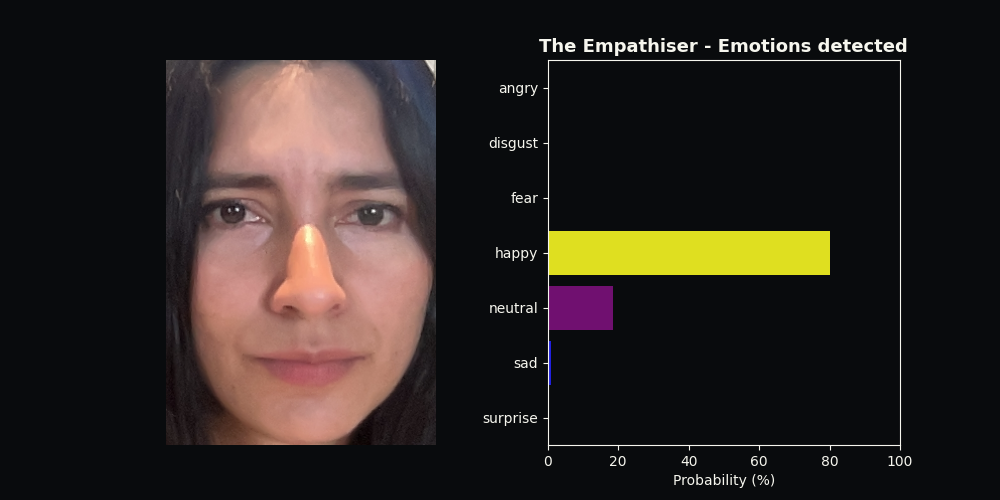 The Empathiser - Emotions detected
angry
disgust
fear
happy
neutral
sad
surprise
0 20 40 60 80 100
Probability (%)